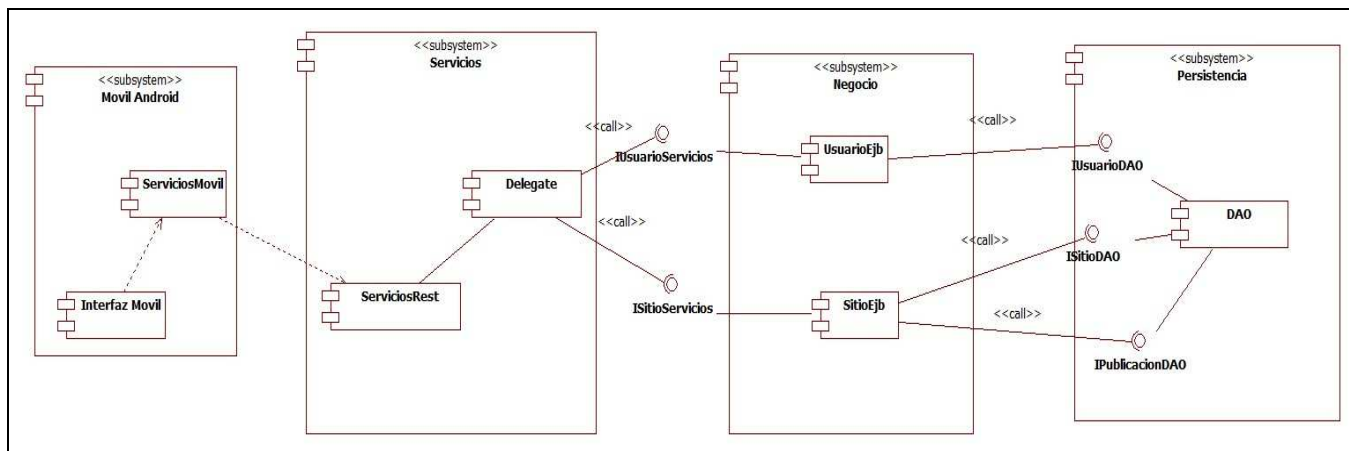 <<subsystem>>
Movil Android
ServiciosMovil
Interfaz Movil
<<subsystem>>
Servicios
Delegate
ServiciosRest
<<call>>
IUsuarioServicios
<<call>>
ISitioServicios
<<subsystem>>
Negocio
UsuarioEjb
SitioEjb
<<call>>
IUsuarioDAO
<<call>>
ISitioDAO
<<call>>
IPublicacionDAO
<<subsystem>>
Persistencia
DAO